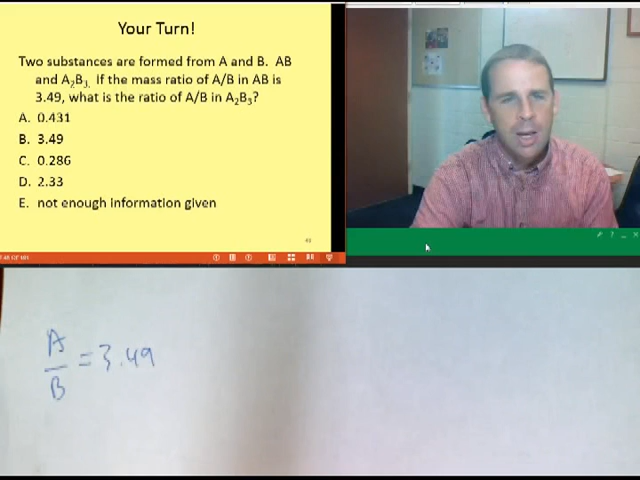 Your Turn!
Two substances are formed from A and B. AB
and A₂B₃. If the mass ratio of A/B in AB is
3.49, what is the ratio of A/B in A₂B₃?
A. 0.431
B. 3.49
C. 0.286
D. 2.33
E. not enough information given
A
B
= 3.49